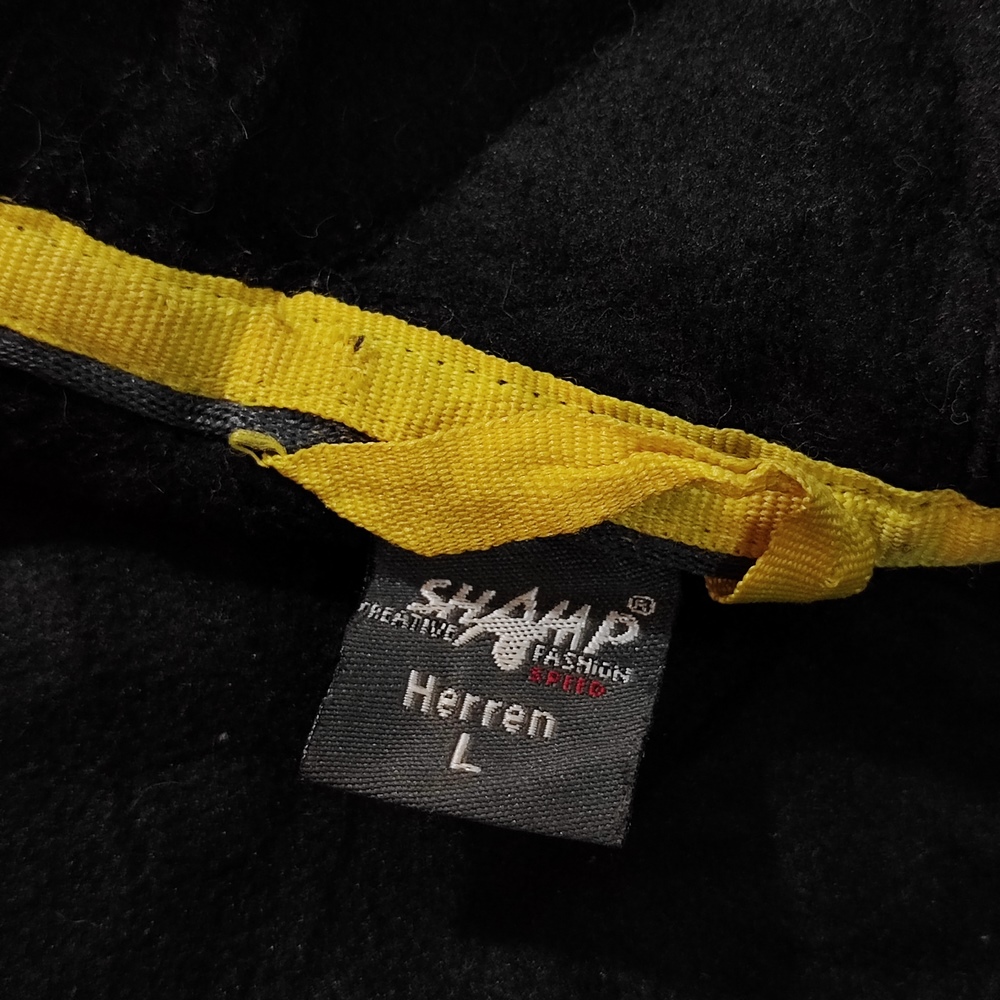 SHAMP®
CREATIVE
FASHION
SPEED
Herren
L